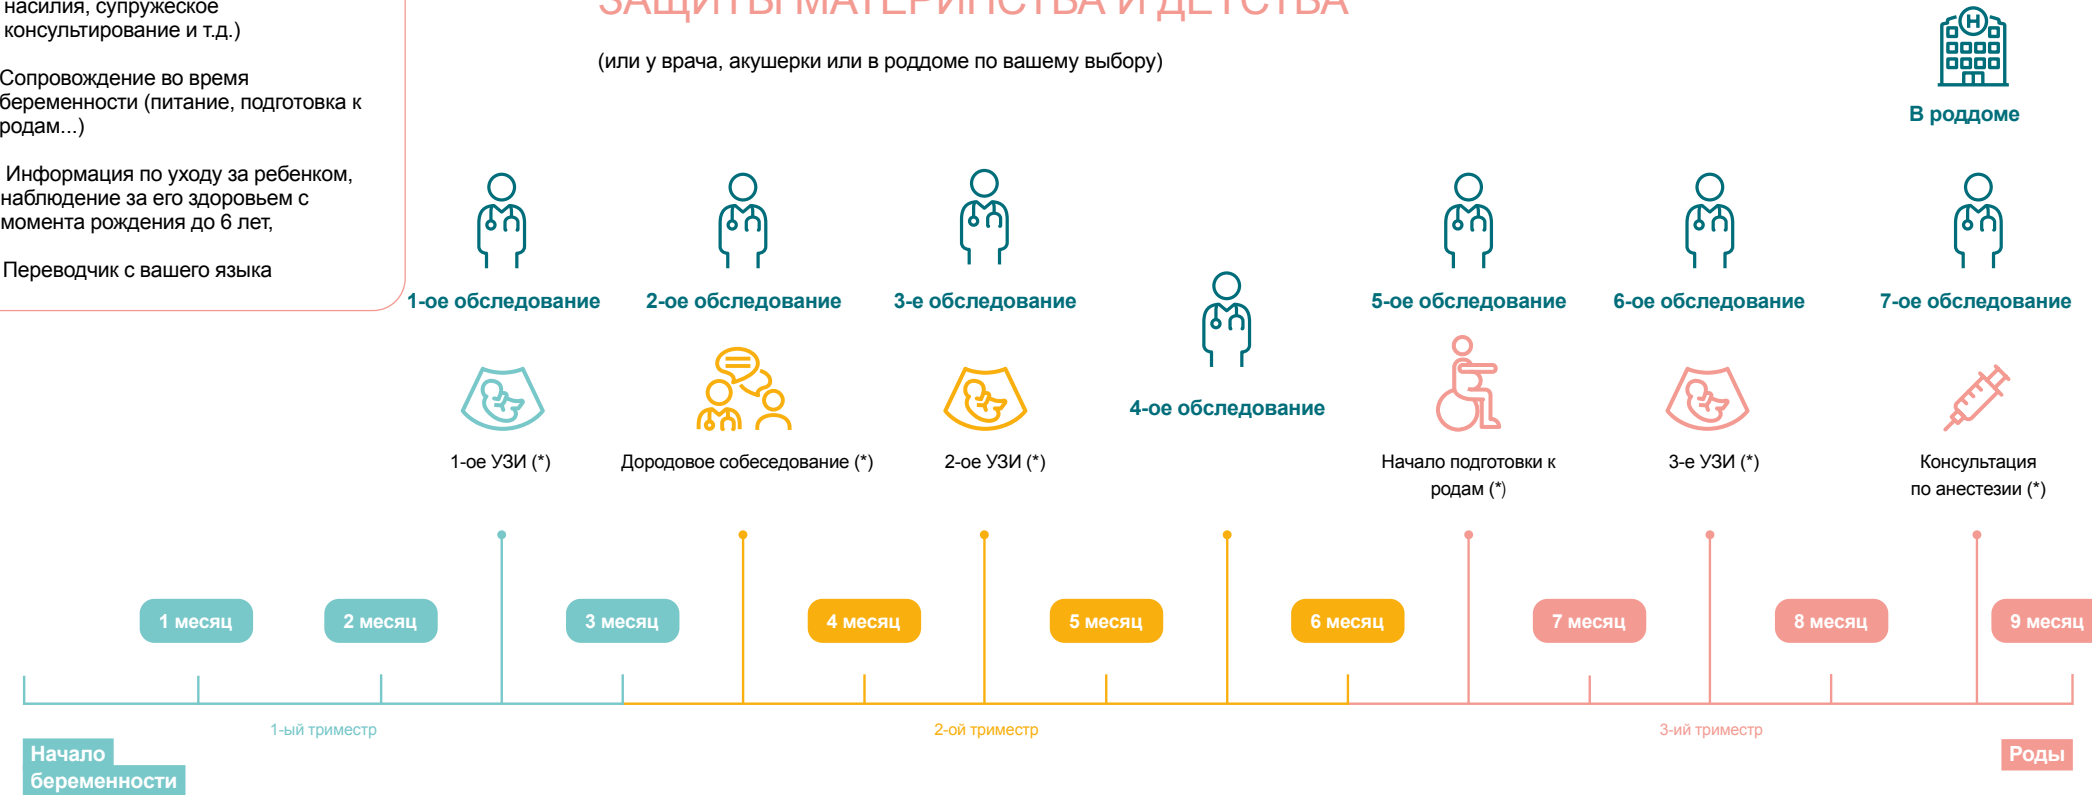 насилия, супружеское
консультирование и т.д.)
Сопровождение во время
беременности (питание, подготовка к
родам...)
Информация по уходу за ребенком,
наблюдение за его здоровьем с
момента рождения до 6 лет,
Переводчик с вашего языка
ЗАЩИТЫ МАТЕРИНСТВА И ДЕТСТВА
(или у врача, акушерки или в роддоме по вашему выбору)
H
В роддоме
1-ое обследование
2-ое обследование
3-е обследование
4-ое обследование
5-ое обследование
6-ое обследование
7-ое обследование
1-ое УЗИ (*)
Дородовое собеседование (*)
2-ое УЗИ (*)
Начало подготовки к
родам (*)
3-е УЗИ (*)
Консультация
по анестезии (*)
1 месяц
2 месяц
3 месяц
4 месяц
5 месяц
6 месяц
7 месяц
8 месяц
9 месяц
1-ый триместр
2-ой триместр
3-ий триместр
Начало
беременности
Роды